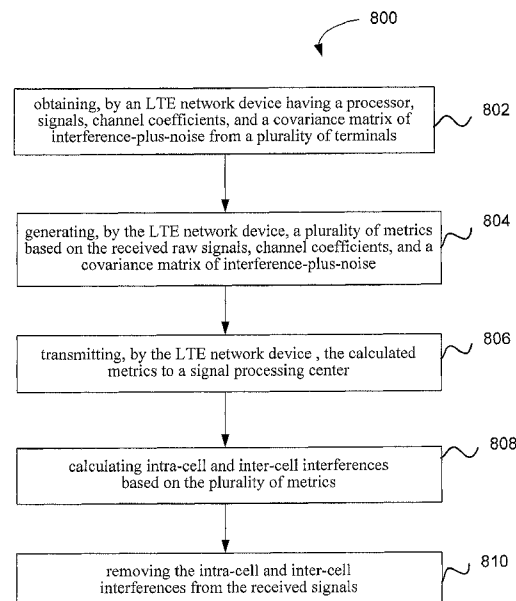 800
obtaining, by an LTE network device having a processor,
signals, channel coefficients, and a covariance matrix of
interference-plus-noise from a plurality of terminals
802
generating, by the LTE network device, a plurality of metrics
based on the received raw signals, channel coefficients, and a
covariance matrix of interference-plus-noise
804
transmitting, by the LTE network device , the calculated
metrics to a signal processing center
806
calculating intra-cell and inter-cell interferences
based on the plurality of metrics
808
removing the intra-cell and inter-cell
interferences from the received signals
810